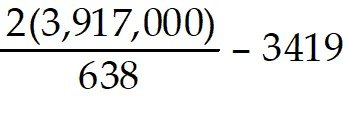 2(3,917,000)
638
– 3419